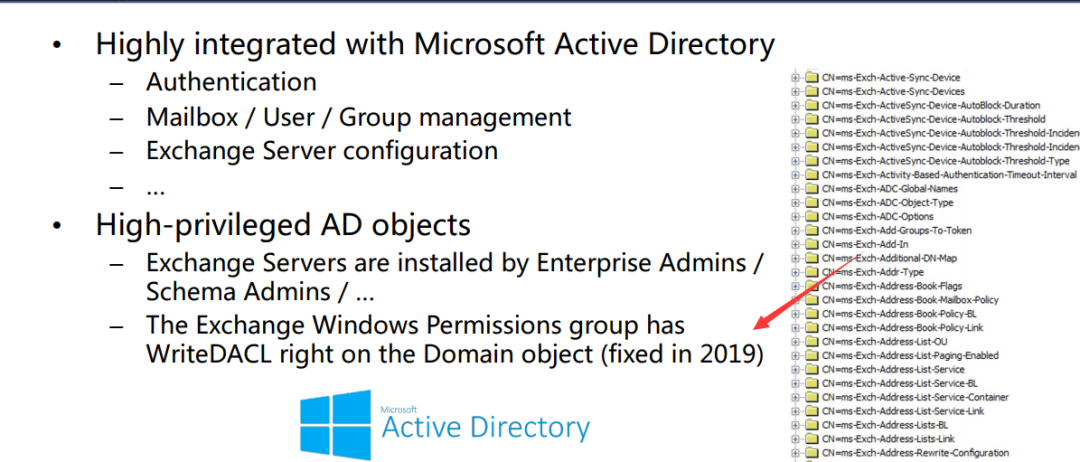 • Highly integrated with Microsoft Active Directory
– Authentication
– Mailbox / User / Group management
– Exchange Server configuration
– ...
• High-privileged AD objects
– Exchange Servers are installed by Enterprise Admins /
Schema Admins / ...
– The Exchange Windows Permissions group has
WriteDACL right on the Domain object (fixed in 2019)
Microsoft
Active Directory
CN=ms-Exch-Active-Sync-Device
CN=ms-Exch-Active-Sync-Devices
CN=ms-Exch-ActiveSync-Device-AutoBlock-Duration
CN=ms-Exch-ActiveSync-Device-Autoblock-Threshold
CN=ms-Exch-ActiveSync-Device-Autoblock-Threshold-Inciden
CN=ms-Exch-ActiveSync-Device-Autoblock-Threshold-Inciden
CN=ms-Exch-ActiveSync-Device-Autoblock-Threshold-Type
CN=ms-Exch-Activity-Based-Authentication-Timeout-Interval
CN=ms-Exch-ADC-Global-Names
CN=ms-Exch-ADC-Object-Type
CN=ms-Exch-ADC-Options
CN=ms-Exch-Add-Groups-To-Token
CN=ms-Exch-Add-In
CN=ms-Exch-Additional-DN-Map
CN=ms-Exch-Addr-Type
CN=ms-Exch-Address-Book-Flags
CN=ms-Exch-Address-Book-Mailbox-Policy
CN=ms-Exch-Address-Book-Policy-BL
CN=ms-Exch-Address-Book-Policy-Link
CN=ms-Exch-Address-List-OU
CN=ms-Exch-Address-List-Paging-Enabled
CN=ms-Exch-Address-List-Service
CN=ms-Exch-Address-List-Service-BL
CN=ms-Exch-Address-List-Service-Container
CN=ms-Exch-Address-List-Service-Link
CN=ms-Exch-Address-Lists-BL
CN=ms-Exch-Address-Lists-Link
CN=ms-Exch-Address-Rewrite-Configuration